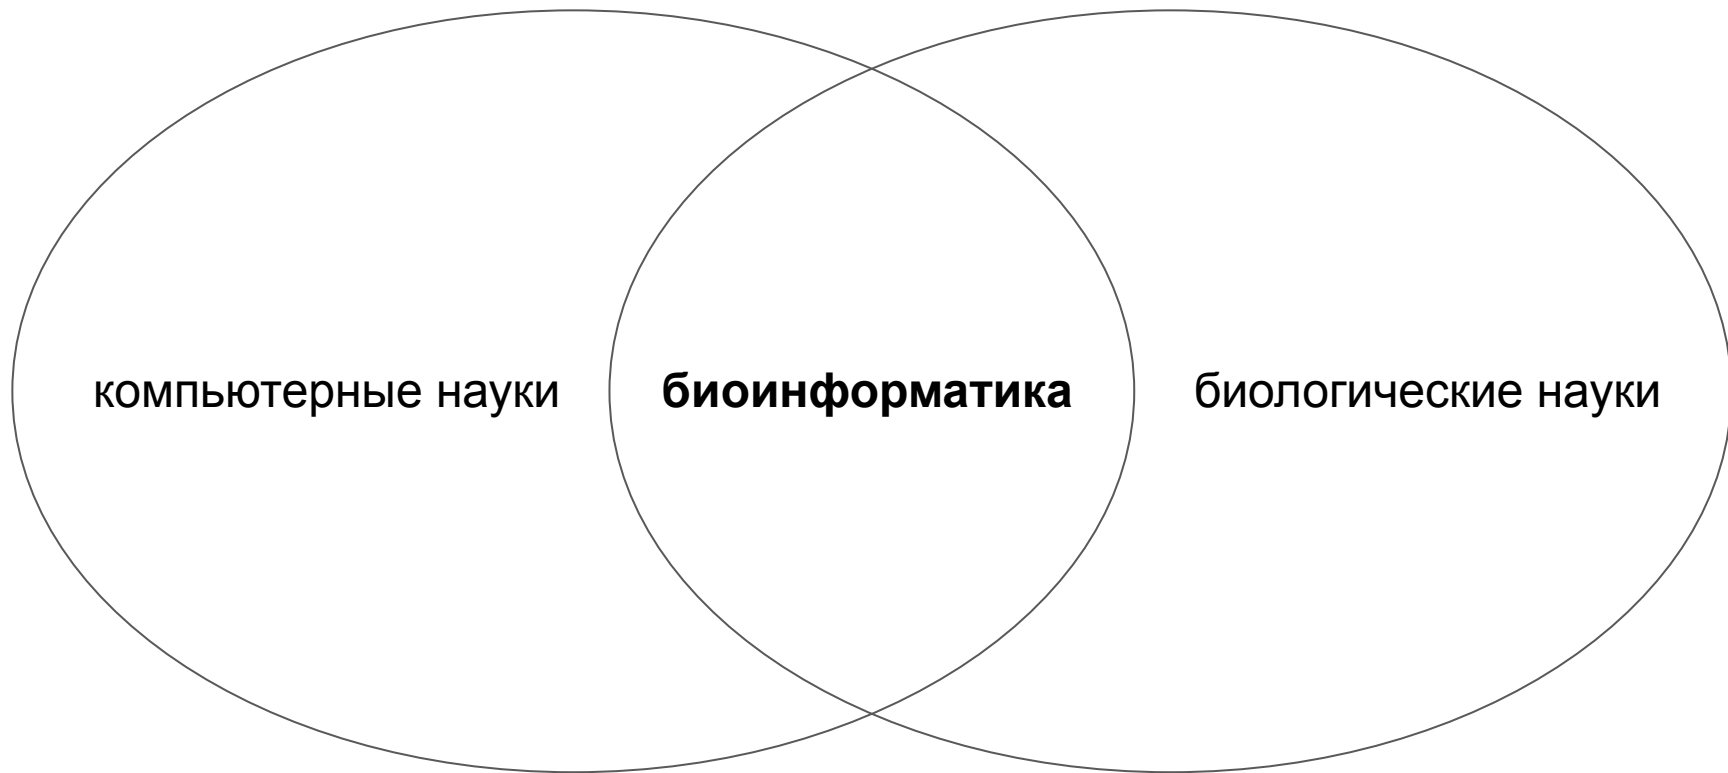 компьютерные науки
биоинформатика
биологические науки